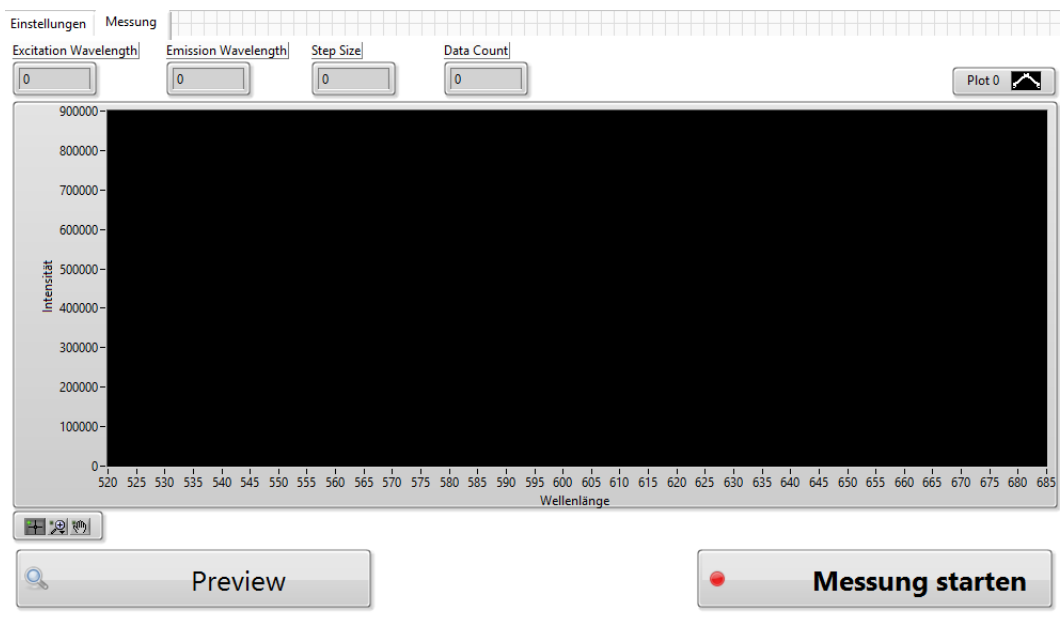 Einstellungen Messung
Excitation Wavelength Emission Wavelength Step Size Data Count
0 0 0 0
Plot 0
900000
800000
700000
600000
500000
400000
300000
200000
100000
0
Intensität
520 525 530 535 540 545 550 555 560 565 570 575 580 585 590 595 600 605 610 615 620 625 630 635 640 645 650 655 660 665 670 675 680 685
Wellenlänge
Preview Messung starten